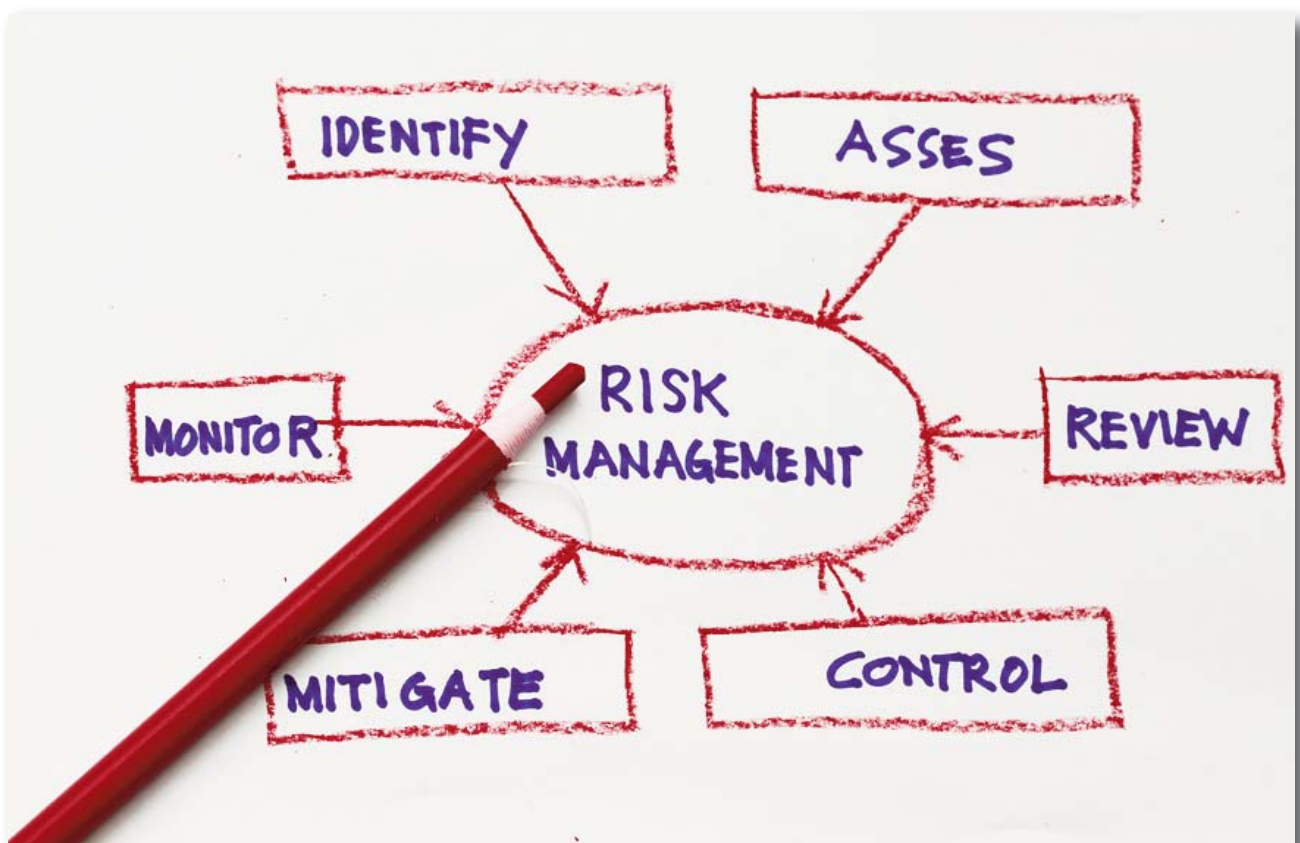 IDENTIFY
ASSES
MONITOR
RISK
MANAGEMENT
REVIEW
MITIGATE
CONTROL